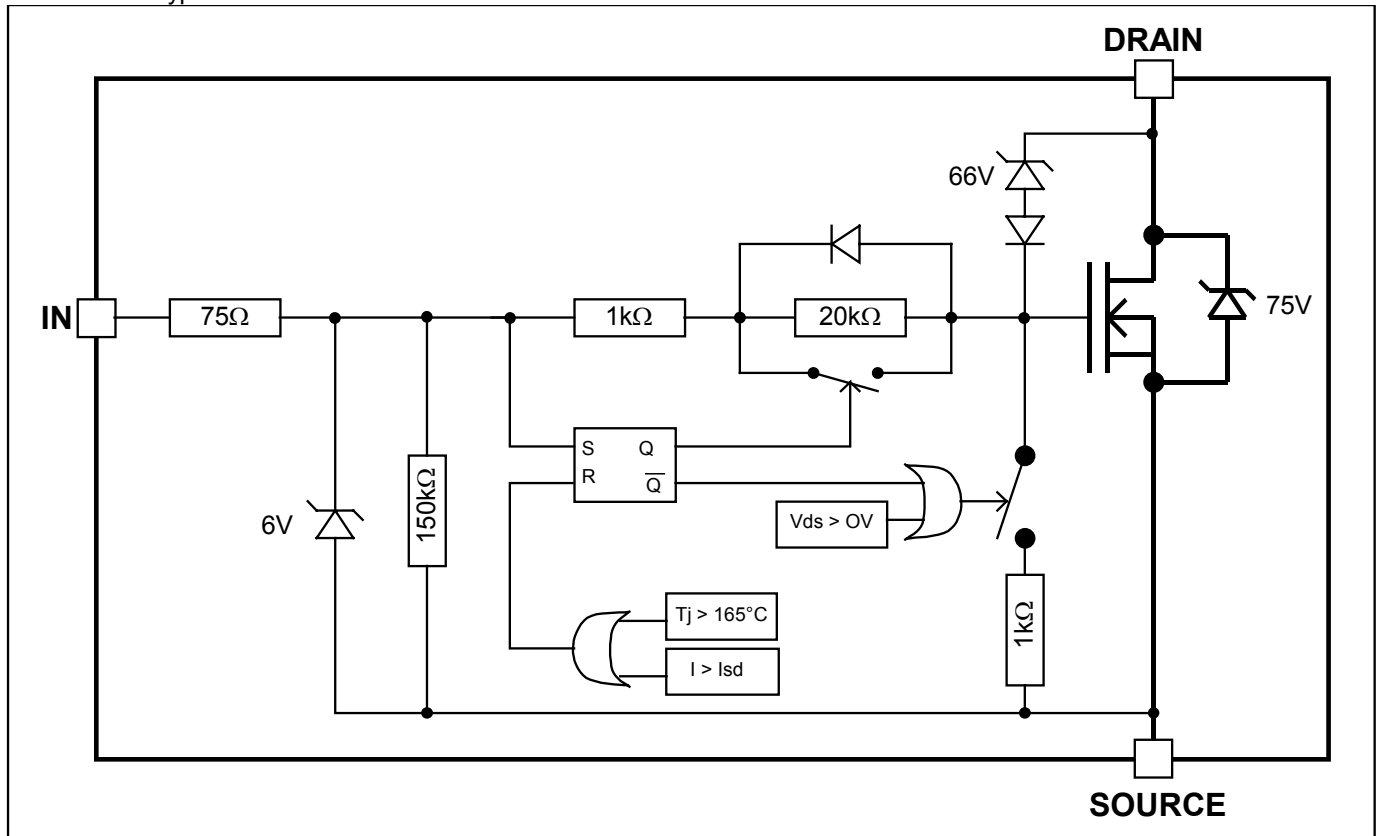 DRAIN
66V
75V
IN
75Ω
1kΩ
20kΩ
S Q
R Q̅
6V
150kΩ
Vds > OV
Tj > 165°C
I > Isd
1kΩ
SOURCE